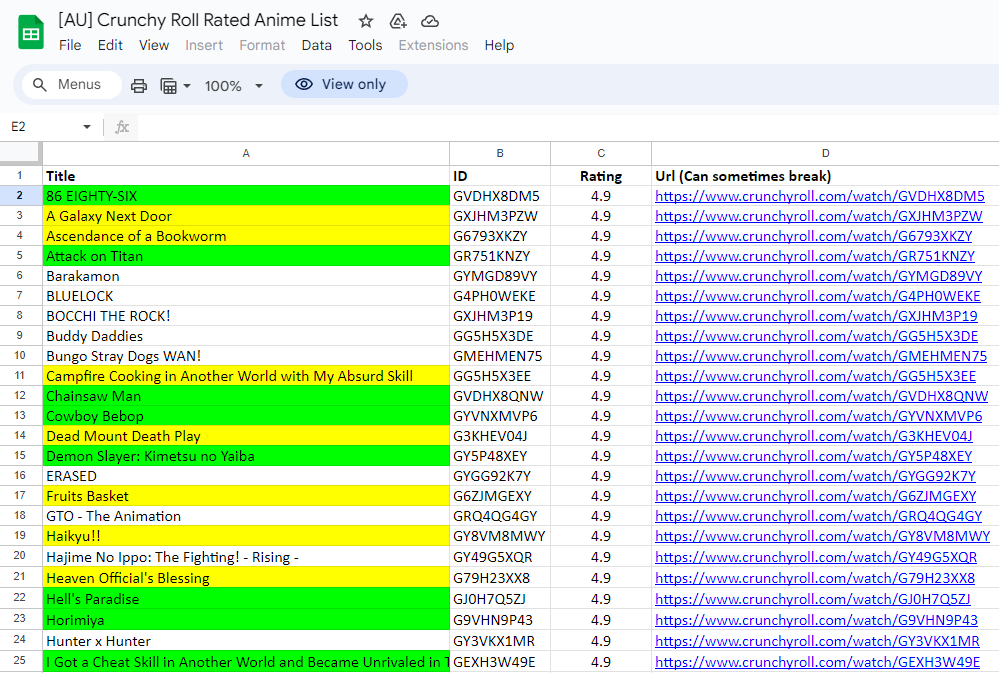 [AU] Crunchy Roll Rated Anime List
File Edit View Insert Format Data Tools Extensions Help
Menus 100% View only
E2 fx
A B C D
1 Title ID Rating Url (Can sometimes break)
2 86 EIGHTY-SIX GVDHX8DM5 4.9 https://www.crunchyroll.com/watch/GVDHX8DM5
3 A Galaxy Next Door GXJHM3PZW 4.9 https://www.crunchyroll.com/watch/GXJHM3PZW
4 Ascendance of a Bookworm G6793XKZY 4.9 https://www.crunchyroll.com/watch/G6793XKZY
5 Attack on Titan GR751KNZY 4.9 https://www.crunchyroll.com/watch/GR751KNZY
6 Barakamon GYMGD89VY 4.9 https://www.crunchyroll.com/watch/GYMGD89VY
7 BLUELOCK G4PH0WEKE 4.9 https://www.crunchyroll.com/watch/G4PH0WEKE
8 BOCCHI THE ROCK! GXJHM3P19 4.9 https://www.crunchyroll.com/watch/GXJHM3P19
9 Buddy Daddies GG5H5X3DE 4.9 https://www.crunchyroll.com/watch/GG5H5X3DE
10 Bungo Stray Dogs WAN! GMEHMEN75 4.9 https://www.crunchyroll.com/watch/GMEHMEN75
11 Campfire Cooking in Another World with My Absurd Skill GG5H5X3EE 4.9 https://www.crunchyroll.com/watch/GG5H5X3EE
12 Chainsaw Man GVDHX8QNW 4.9 https://www.crunchyroll.com/watch/GVDHX8QNW
13 Cowboy Bebop GYVNXMVP6 4.9 https://www.crunchyroll.com/watch/GYVNXMVP6
14 Dead Mount Death Play G3KHEV04J 4.9 https://www.crunchyroll.com/watch/G3KHEV04J
15 Demon Slayer: Kimetsu no Yaiba GY5P48XEY 4.9 https://www.crunchyroll.com/watch/GY5P48XEY
16 ERASED GYGG92K7Y 4.9 https://www.crunchyroll.com/watch/GYGG92K7Y
17 Fruits Basket G6ZJMGEXY 4.9 https://www.crunchyroll.com/watch/G6ZJMGEXY
18 GTO - The Animation GRQ4QG4GY 4.9 https://www.crunchyroll.com/watch/GRQ4QG4GY
19 Haikyu!! GY8VM8MWY 4.9 https://www.crunchyroll.com/watch/GY8VM8MWY
20 Hajime No Ippo: The Fighting! - Rising - GY49G5XQR 4.9 https://www.crunchyroll.com/watch/GY49G5XQR
21 Heaven Official's Blessing G79H23XX8 4.9 https://www.crunchyroll.com/watch/G79H23XX8
22 Hell's Paradise GJ0H7Q5ZJ 4.9 https://www.crunchyroll.com/watch/GJ0H7Q5ZJ
23 Horimiya G9VHN9P43 4.9 https://www.crunchyroll.com/watch/G9VHN9P43
24 Hunter x Hunter GY3VKX1MR 4.9 https://www.crunchyroll.com/watch/GY3VKX1MR
25 I Got a Cheat Skill in Another World and Became Unrivaled in GEXH3W49E 4.9 https://www.crunchyroll.com/watch/GEXH3W49E